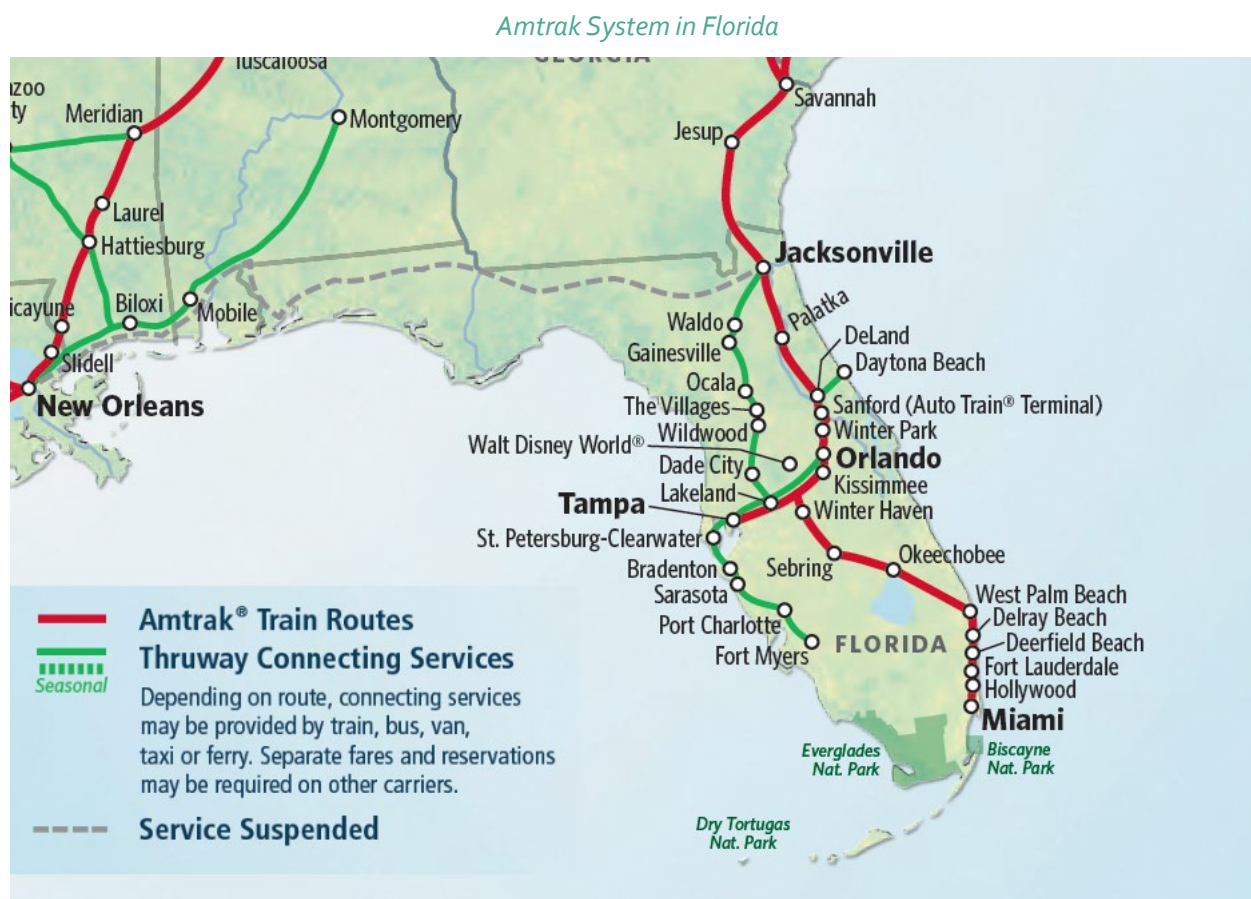 Amtrak System in Florida
GEORGIA
Tuscaloosa
zoo
ty
Meridian
Montgomery
Savannah
Jesup
Laurel
Hattiesburg
Jacksonville
icayune
Biloxi
Mobile
Palatka
Waldo
Gainesville
DeLand
Daytona Beach
Slidell
New Orleans
Ocala
The Villages
Sanford (Auto Train® Terminal)
Wildwood
Winter Park
Walt Disney World®
Orlando
Dade City
Kissimmee
Lakeland
Tampa
Winter Haven
St. Petersburg-Clearwater
Okeechobee
Bradenton
Sebring
Sarasota
West Palm Beach
Port Charlotte
Delray Beach
Fort Myers
FLORIDA
Deerfield Beach
Fort Lauderdale
Hollywood
Miami
Everglades
Nat. Park
Biscayne
Nat. Park
Dry Tortugas
Nat. Park
Amtrak® Train Routes
Thruway Connecting Services
Seasonal
Depending on route, connecting services
may be provided by train, bus, van,
taxi or ferry. Separate fares and reservations
may be required on other carriers.
Service Suspended